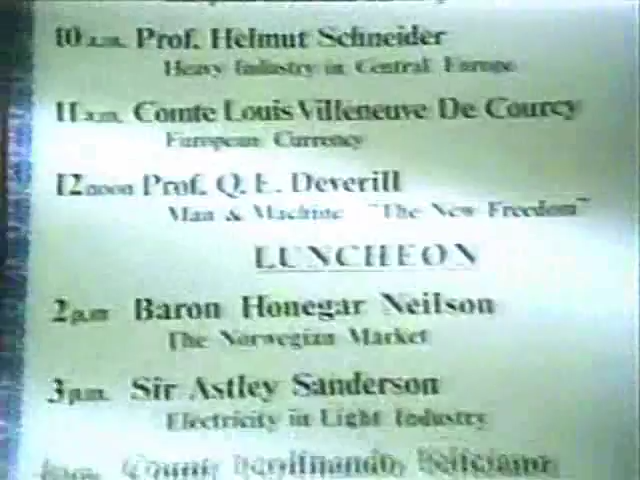 10 a.m. Prof. Helmut Schneider
Heavy Industry in Central Europe
11 a.m. Comte Louis Villeneuve De Courcy
European Currency
12 noon Prof. Q. E. Deverill
Man & Machine "The New Freedom"
LUNCHEON
2 p.m. Baron Honegar Neilson
The Norwegian Market
3 p.m. Sir Astley Sanderson
Electricity in Light Industry
p.m. Count